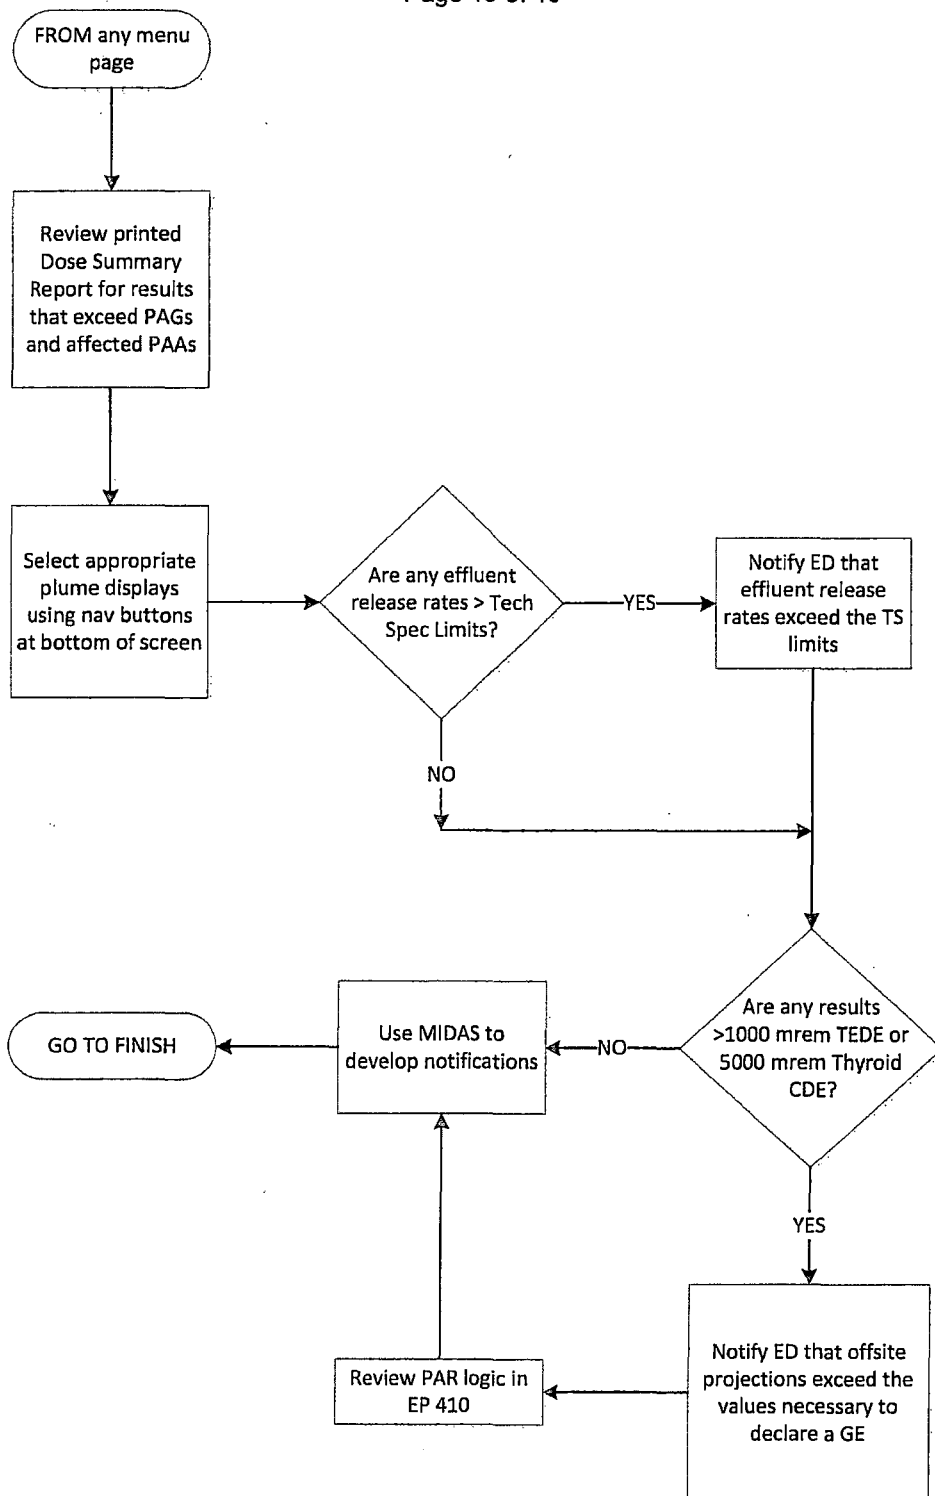 FROM any menu
page
Review printed
Dose Summary
Report for results
that exceed PAGs
and affected PAAs
Select appropriate
plume displays
using nav buttons
at bottom of screen
Are any effluent
release rates > Tech
Spec Limits?
YES
Notify ED that
effluent release
rates exceed the TS
limits
NO
Are any results
>1000 mrem TEDE or
5000 mrem Thyroid
CDE?
NO
Use MIDAS to
develop notifications
GO TO FINISH
YES
Notify ED that offsite
projections exceed the
values necessary to
declare a GE
Review PAR logic in
EP 410